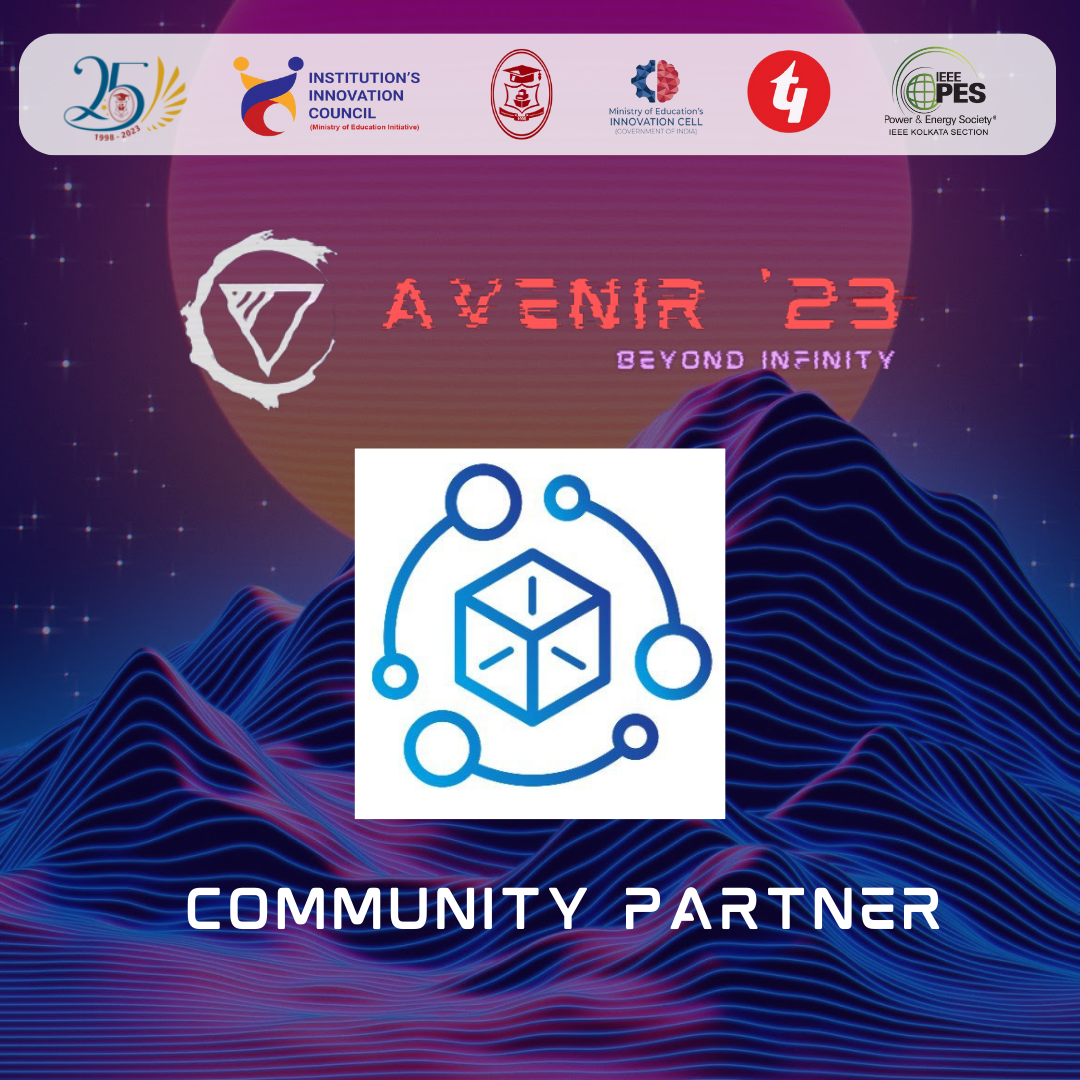 25
1998 - 2023
INSTITUTION'S
INNOVATION
COUNCIL
(Ministry of Education Initiative)
Ministry of Education's
INNOVATION CELL
(GOVERNMENT OF INDIA)
IEEE
PES
Power & Energy Society®
IEEE KOLKATA SECTION
AVENIR '23
BEYOND INFINITY
COMMUNITY PARTNER